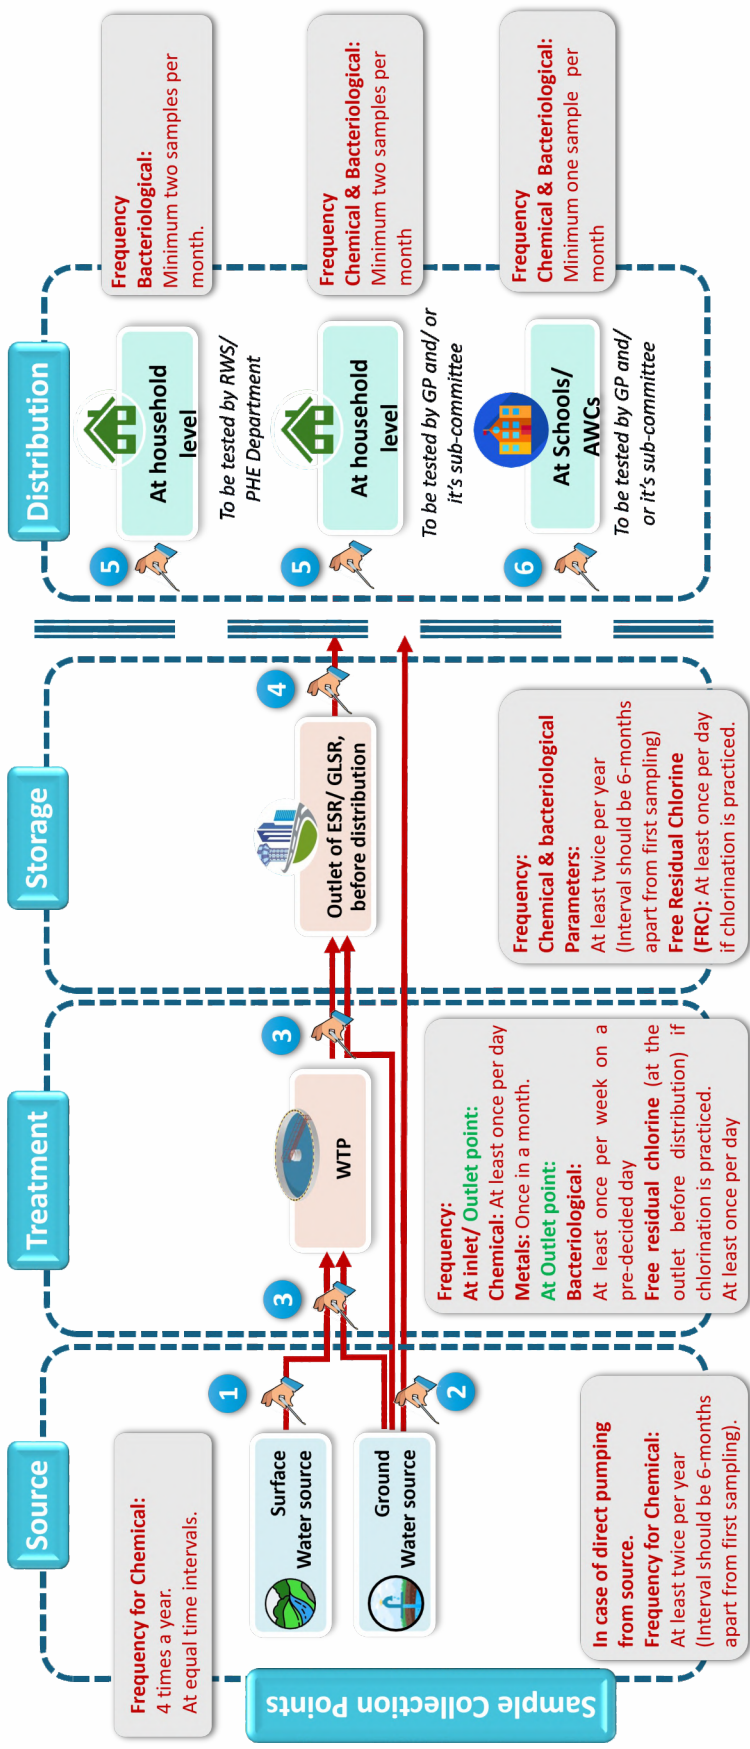 Sample Collection Points
Source
Frequency for Chemical:
4 times a year.
At equal time intervals.
1
Surface
Water source
Ground
Water source
2
In case of direct pumping
from source.
Frequency for Chemical:
At least twice per year
(Interval should be 6-months
apart from first sampling).
Treatment
3
WTP
3
Frequency:
At inlet/ Outlet point:
Chemical: At least once per day
Metals: Once in a month.
At Outlet point:
Bacteriological:
At least once per week on a
pre-decided day
Free residual chlorine (at the
outlet before distribution) if
chlorination is practiced.
At least once per day
Storage
4
Outlet of ESR/ GLSR,
before distribution
Frequency:
Chemical & bacteriological
Parameters:
At least twice per year
(Interval should be 6-months
apart from first sampling)
Free Residual Chlorine
(FRC): At least once per day
if chlorination is practiced.
Distribution
5
At household
level
To be tested by RWS/
PHE Department
Frequency
Bacteriological:
Minimum two samples per
month.
5
At household
level
To be tested by GP and/ or
it's sub-committee
Frequency
Chemical & Bacteriological:
Minimum two samples per
month
6
At Schools/
AWCs
To be tested by GP and/
or it's sub-committee
Frequency
Chemical & Bacteriological:
Minimum one sample per
month